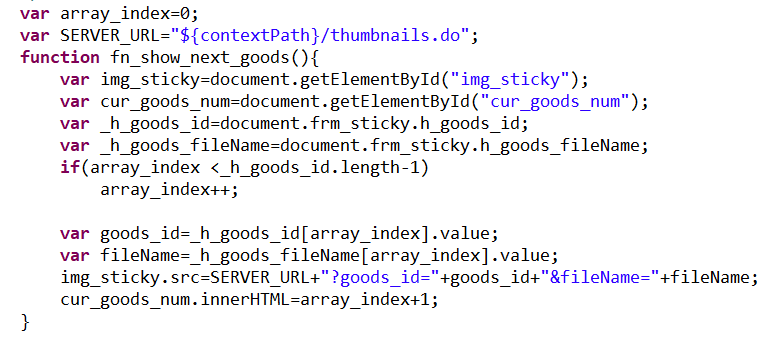 var array_index=0;
var SERVER_URL="${contextPath}/thumbnails.do";
function fn_show_next_goods(){
    var img_sticky=document.getElementById("img_sticky");
    var cur_goods_num=document.getElementById("cur_goods_num");
    var _h_goods_id=document.frm_sticky.h_goods_id;
    var _h_goods_fileName=document.frm_sticky.h_goods_fileName;
    if(array_index <_h_goods_id.length-1)
        array_index++;
    var goods_id=_h_goods_id[array_index].value;
    var fileName=_h_goods_fileName[array_index].value;
    img_sticky.src=SERVER_URL+"?goods_id="+goods_id+"&fileName="+fileName;
    cur_goods_num.innerHTML=array_index+1;
}